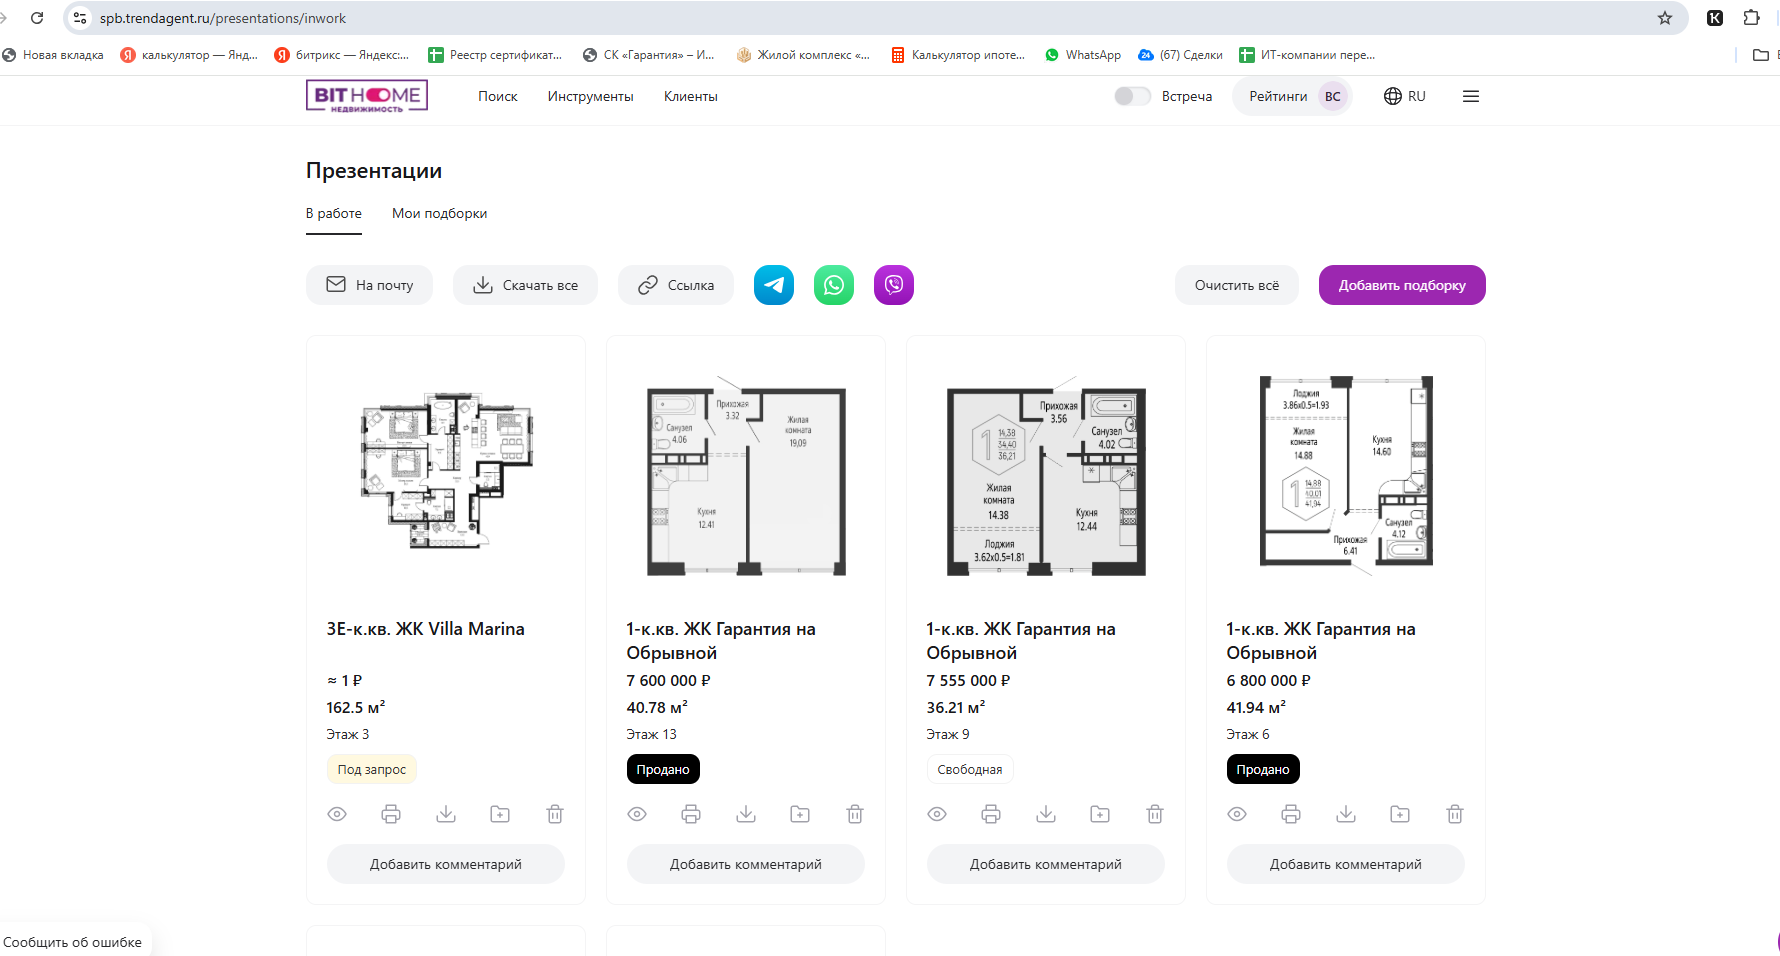 spb.trendagent.ru/presentations/inwork
Новая вкладка
калькулятор — Янд...
битрикс — Яндекс:...
Реестр сертификат...
СК «Гарантия» – И...
Жилой комплекс «...
Калькулятор ипоте...
WhatsApp
24
(67) Сделки
ИТ-компании пере...
BIT HOME
НЕДВИЖИМОСТЬ
Поиск
Инструменты
Клиенты
Встреча
Рейтинги
ВС
RU
Презентации
В работе
Мои подборки
На почту
Скачать все
Ссылка
Очистить всё
Добавить подборку
Прихожая
3.32
Санузел
4.06
Жилая
комната
19,09
Кухня
12.41
Прихожая
3.56
Санузел
4.02
1
14.38
34.40
36,21
Жилая
комната
14.38
Кухня
12.44
Лоджия
3.62x0.5=1.81
Лоджия
3.86x0.5=1.93
Жилая
комната
14.88
Кухня
14.60
1
14.88
40.01
41,94
Санузел
4.12
Прихожая
6.41
3Е-к.кв. ЖК Villa Marina
≈ 1 ₽
162.5 м²
Этаж 3
Под запрос
Добавить комментарий
1-к.кв. ЖК Гарантия на
Обрывной
7 600 000 ₽
40.78 м²
Этаж 13
Продано
Добавить комментарий
1-к.кв. ЖК Гарантия на
Обрывной
7 555 000 ₽
36.21 м²
Этаж 9
Свободная
Добавить комментарий
1-к.кв. ЖК Гарантия на
Обрывной
6 800 000 ₽
41.94 м²
Этаж 6
Продано
Добавить комментарий
Сообщить об ошибке